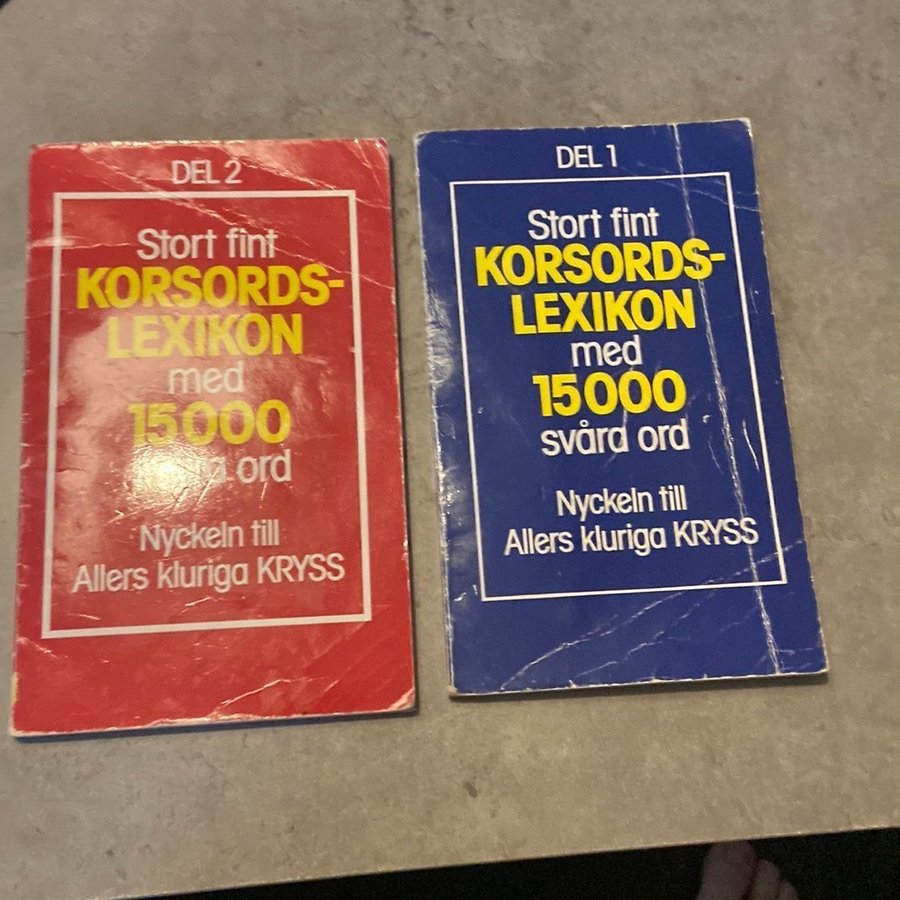 DEL 2
Stort fint
KORSORDS-
LEXIKON
med
15000
ord
Nyckeln till
Allers kluriga KRYSS
DEL 1
Stort fint
KORSORDS-
LEXIKON
med
15000
svåra ord
Nyckeln till
Allers kluriga KRYSS